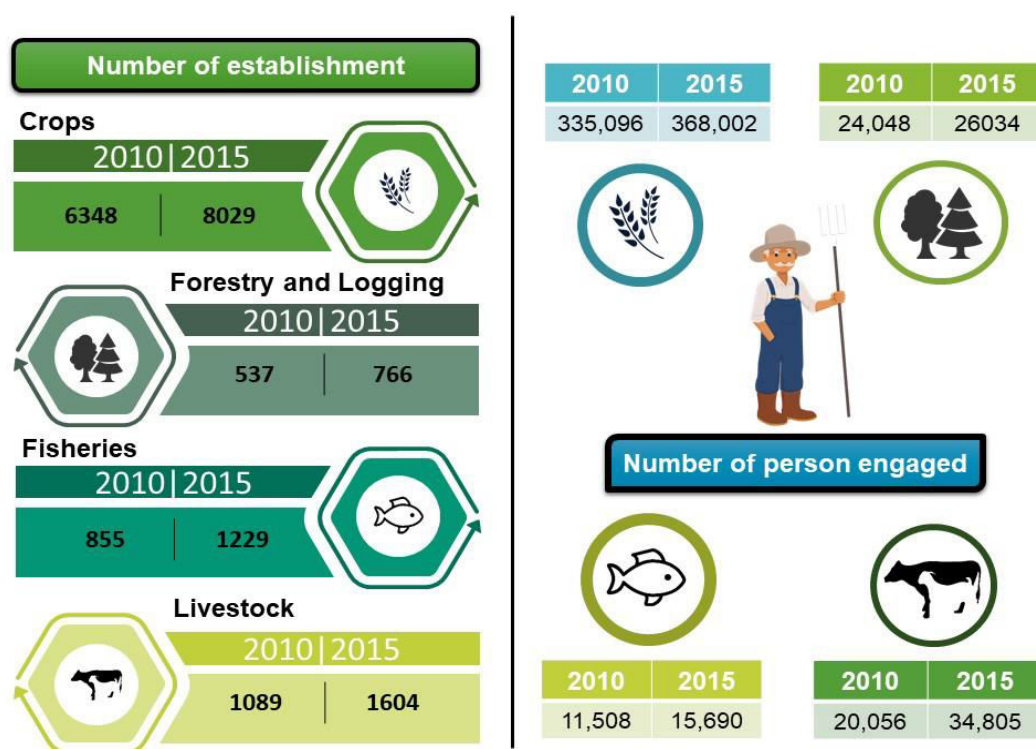 Number of establishment
Crops
2010|2015
6348 | 8029
Forestry and Logging
2010|2015
537 | 766
Fisheries
2010|2015
855 | 1229
Livestock
2010|2015
1089 | 1604
2010 2015
335,096 368,002
2010 2015
24,048 26034
Number of person engaged
2010 2015
11,508 15,690
2010 2015
20,056 34,805